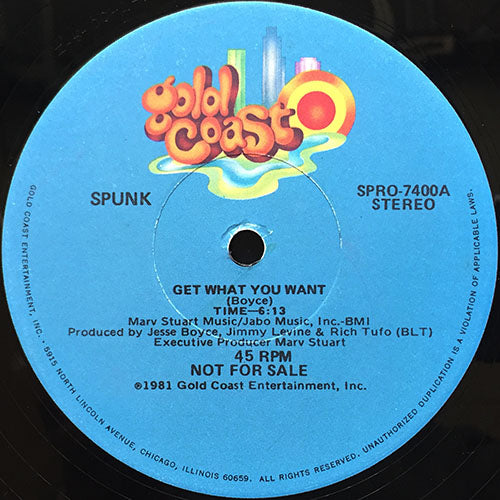 gold
coast
SPUNK
SPRO-7400A
STEREO
GET WHAT YOU WANT
(Boyce)
TIME—6:13
Marv Stuart Music/Jabo Music, Inc.-BMI
Produced by Jesse Boyce, Jimmy Levine & Rich Tufo (BLT)
Executive Producer Marv Stuart
45 RPM
NOT FOR SALE
℗1981 Gold Coast Entertainment, Inc.
GOLD COAST ENTERTAINMENT, INC. • 5915 NORTH LINCOLN AVENUE, CHICAGO, ILLINOIS 60659. ALL RIGHTS RESERVED. UNAUTHORIZED DUPLICATION IS A VIOLATION OF APPLICABLE LAWS.